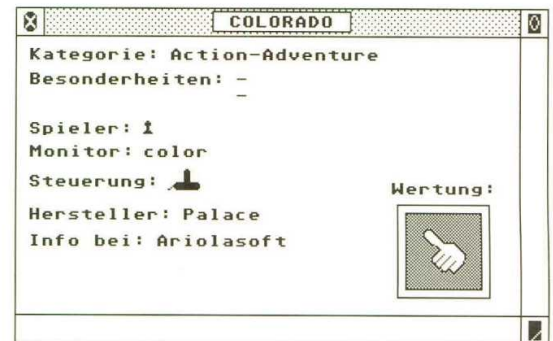 COLORADO
Kategorie: Action-Adventure
Besonderheiten: -
-
Spieler:
Monitor: color
Steuerung:
Wertung:
Hersteller: Palace
Info bei: Ariolasoft